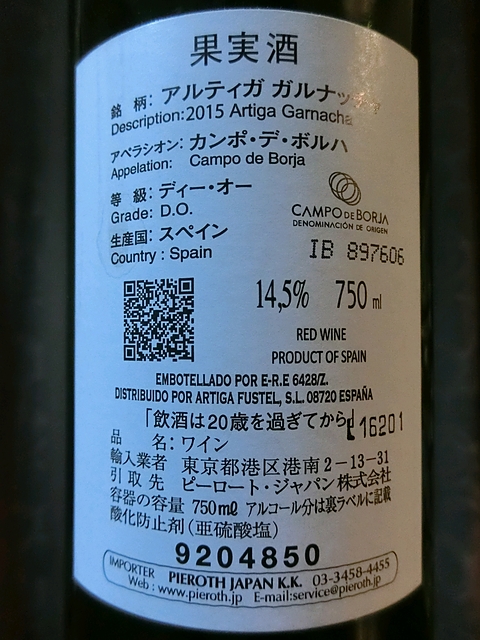 果実酒
銘 柄: アルティガ ガルナッチャ
Description:2015 Artiga Garnacha
アペラシオン: カンポ・デ・ボルハ
Appelation: Campo de Borja
等 級: ディー・オー
Grade: D.O.
生産国: スペイン
Country : Spain
CAMPO DE BORJA
DENOMINACIÓN DE ORIGEN
IB 897606
14,5% 750 ml
RED WINE
PRODUCT OF SPAIN
EMBOTELLADO POR E-R.E 6428/Z.
DISTRIBUIDO POR ARTIGA FUSTEL, S.L. 08720 ESPAÑA
「飲酒は20歳を過ぎてから」
L16201
品 名: ワイン
輸入業者 東京都港区港南2-13-31
引取先 ピーロート・ジャパン株式会社
容器の容量 750mℓ アルコール分は裏ラベルに記載
酸化防止剤(亜硫酸塩)
9204850
IMPORTER PIEROTH JAPAN K.K. 03-3458-4455
Web : www.pieroth.jp E-mail:service@pieroth.jp